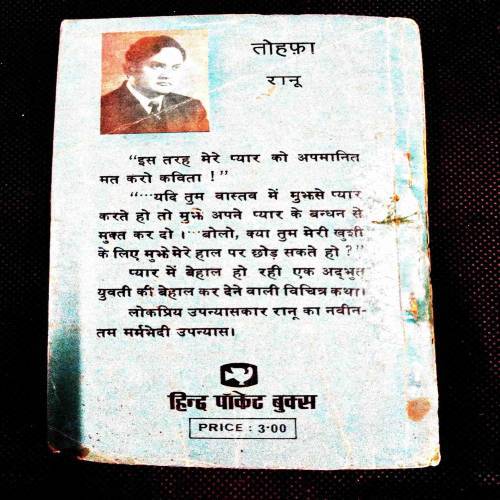 तोहफ़ा
रानू
“इस तरह मेरे प्यार को अपमानित
मत करो कविता !”
“···यदि तुम वास्तव में मुझसे प्यार
करते हो तो मुझे अपने प्यार के बन्धन से
मुक्त कर दो ।···बोलो, क्या तुम मेरी खुशी
के लिए मुझे मेरे हाल पर छोड़ सकते हो ?”
प्यार में बेहाल हो रही एक अद्भुत
युवती की बेहाल कर देने वाली विचित्र कथा।
लोकप्रिय उपन्यासकार रानू का नवीन-
तम मर्मभेदी उपन्यास।
हिन्द पॉकेट बुक्स
PRICE : 3·00